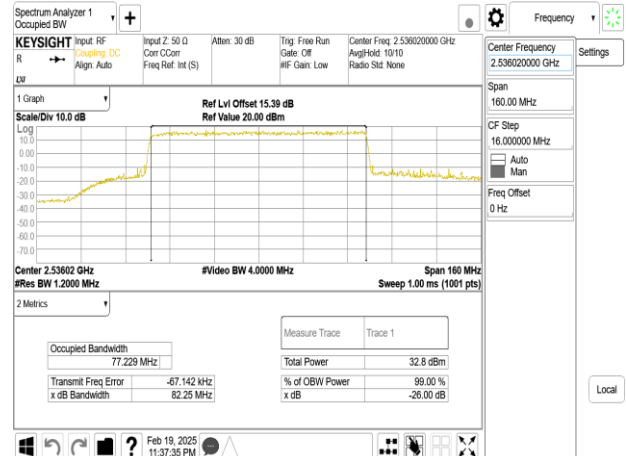 Spectrum Analyzer 1
Occupied BW
Frequency
KEYSIGHT
R
LXI
Input: RF
Coupling: DC
Align: Auto
Input Z: 50 Ω
Corr CCorr
Freq Ref: Int (S)
Atten: 30 dB
Trig: Free Run
Gate: Off
#IF Gain: Low
Center Freq: 2.536020000 GHz
Avg|Hold: 10/10
Radio Std: None
Center Frequency
2.536020000 GHz
Settings
Span
160.00 MHz
CF Step
16.000000 MHz
Auto
Man
Freq Offset
0 Hz
Local
1 Graph
Scale/Div 10.0 dB
Ref Lvl Offset 15.39 dB
Ref Value 20.00 dBm
Log
10.0
0.00
-10.0
-20.0
-30.0
-40.0
-50.0
-60.0
-70.0
Center 2.53602 GHz
#Video BW 4.0000 MHz
Span 160 MHz
#Res BW 1.2000 MHz
Sweep 1.00 ms (1001 pts)
2 Metrics
Measure Trace
Trace 1
Occupied Bandwidth
77.229 MHz
Total Power
32.8 dBm
Transmit Freq Error
-67.142 kHz
% of OBW Power
99.00 %
x dB Bandwidth
82.25 MHz
x dB
-26.00 dB
Feb 19, 2025
11:37:35 PM